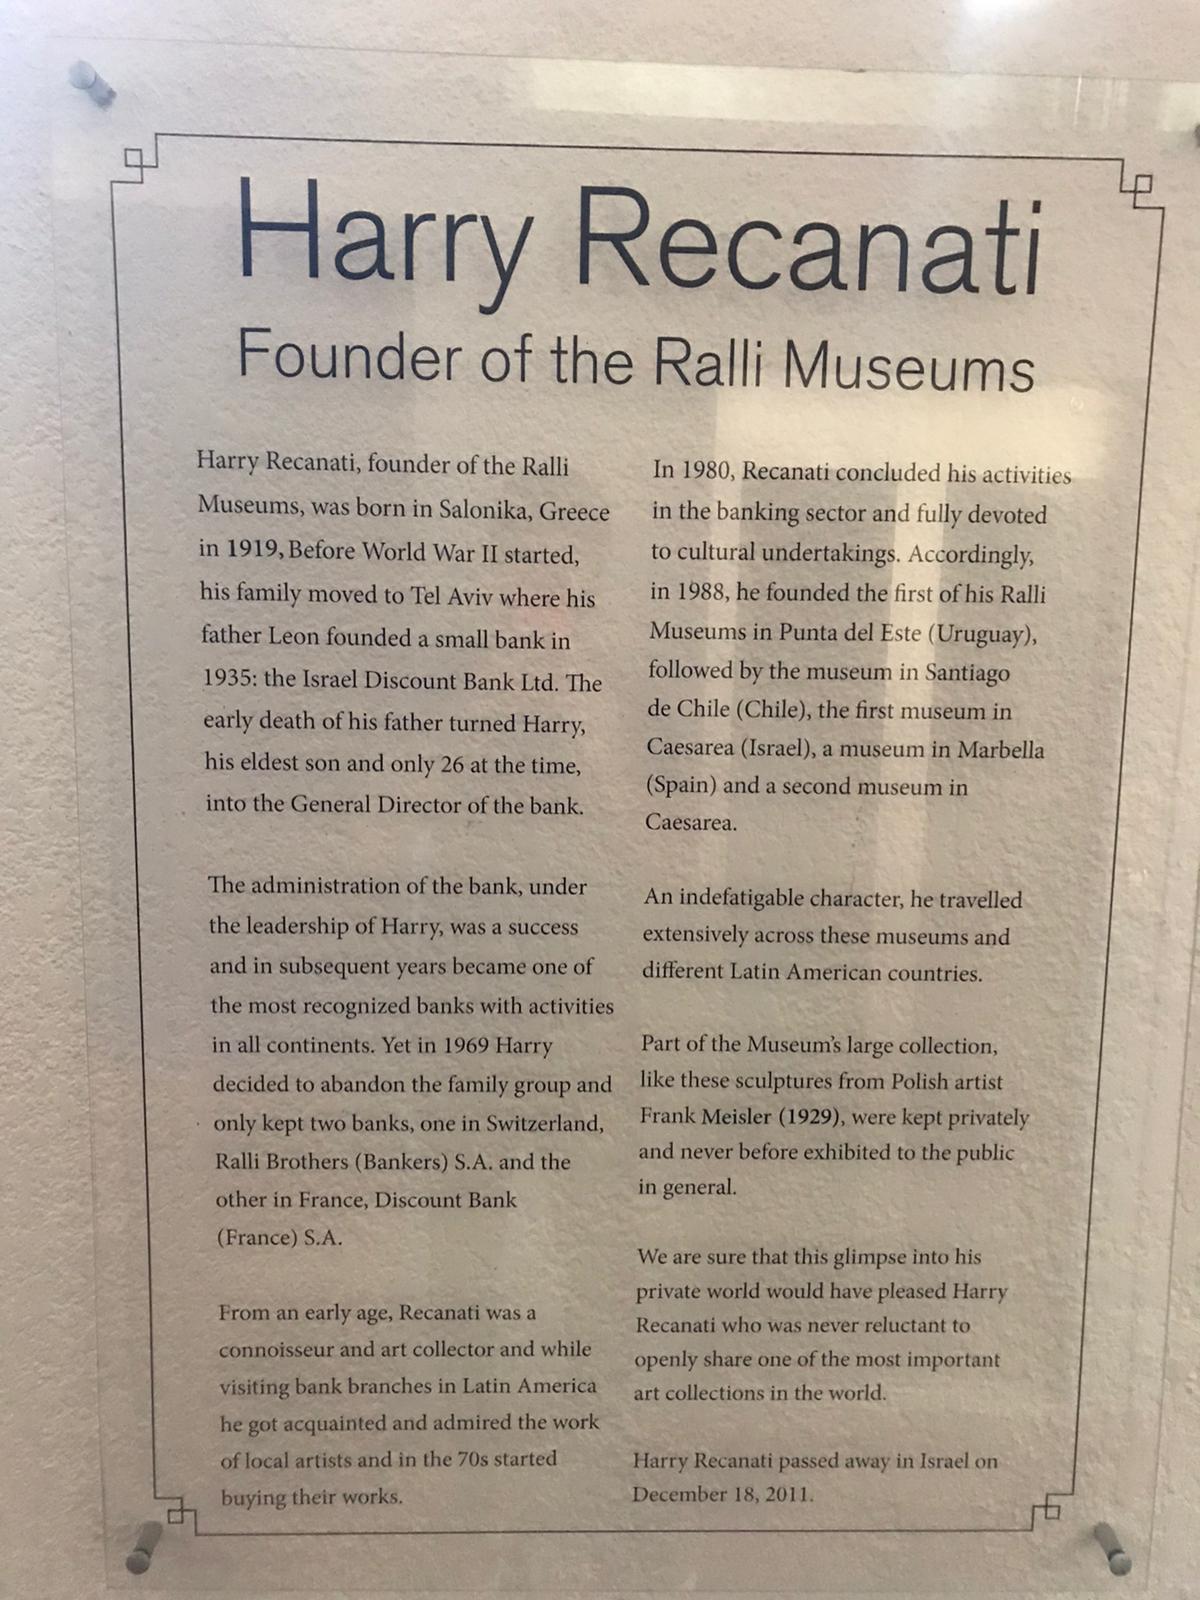 Harry Recanati
Founder of the Ralli Museums
Harry Recanati, founder of the Ralli
Museums, was born in Salonika, Greece
in 1919, Before World War II started,
his family moved to Tel Aviv where his
father Leon founded a small bank in
1935: the Israel Discount Bank Ltd. The
early death of his father turned Harry,
his eldest son and only 26 at the time,
into the General Director of the bank.
The administration of the bank, under
the leadership of Harry, was a success
and in subsequent years became one of
the most recognized banks with activities
in all continents. Yet in 1969 Harry
decided to abandon the family group and
only kept two banks, one in Switzerland,
Ralli Brothers (Bankers) S.A. and the
other in France, Discount Bank
(France) S.A.
From an early age, Recanati was a
connoisseur and art collector and while
visiting bank branches in Latin America
he got acquainted and admired the work
of local artists and in the 70s started
buying their works.
In 1980, Recanati concluded his activities
in the banking sector and fully devoted
to cultural undertakings. Accordingly,
in 1988, he founded the first of his Ralli
Museums in Punta del Este (Uruguay),
followed by the museum in Santiago
de Chile (Chile), the first museum in
Caesarea (Israel), a museum in Marbella
(Spain) and a second museum in
Caesarea.
An indefatigable character, he travelled
extensively across these museums and
different Latin American countries.
Part of the Museum's large collection,
like these sculptures from Polish artist
Frank Meisler (1929), were kept privately
and never before exhibited to the public
in general.
We are sure that this glimpse into his
private world would have pleased Harry
Recanati who was never reluctant to
openly share one of the most important
art collections in the world.
Harry Recanati passed away in Israel on
December 18, 2011.